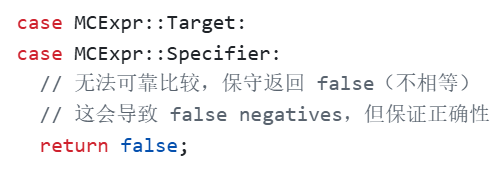 case MCExpr::Target:
case MCExpr::Specifier:
// 无法可靠比较，保守返回 false（不相等）
// 这会导致 false negatives，但保证正确性
return false;